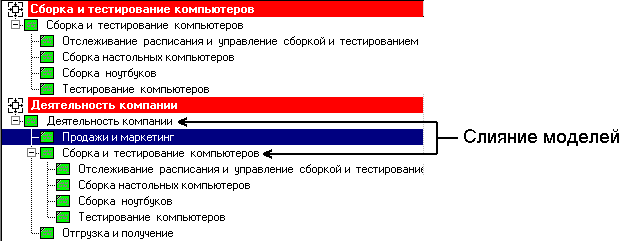 Сборка и тестирование компьютеров
Сборка и тестирование компьютеров
Отслеживание расписания и управление сборкой и тестированием
Сборка настольных компьютеров
Сборка ноутбуков
Тестирование компьютеров
Деятельность компании
Деятельность компании
Продажи и маркетинг
Слияние моделей
Сборка и тестирование компьютеров
Отслеживание расписания и управление сборкой и тестирование
Сборка настольных компьютеров
Сборка ноутбуков
Тестирование компьютеров
Отгрузка и получение